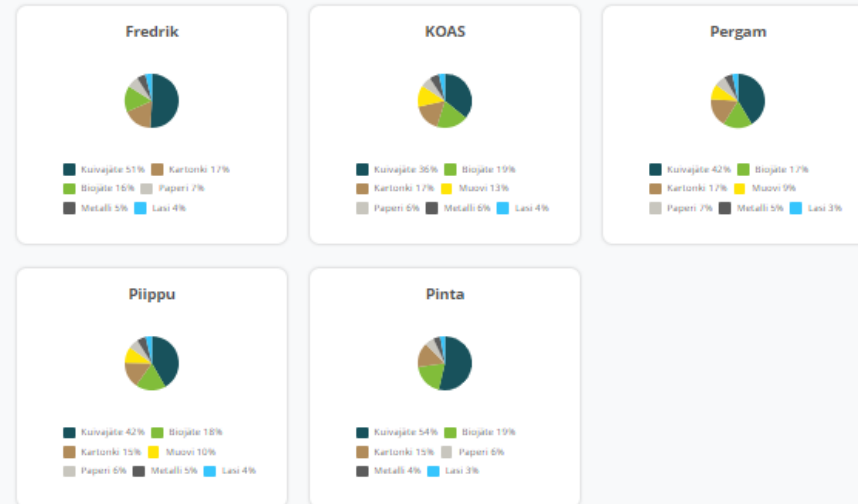 Fredrik
Kuivajäte 51% Kartonki 17%
Biojäte 16% Paperi 7%
Metalli 5% Lasi 4%
KOAS
Kuivajäte 36% Biojäte 19%
Kartonki 17% Muovi 13%
Paperi 6% Metalli 6% Lasi 4%
Pergam
Kuivajäte 42% Biojäte 17%
Kartonki 17% Muovi 9%
Paperi 7% Metalli 5% Lasi 3%
Piippu
Kuivajäte 42% Biojäte 18%
Kartonki 15% Muovi 10%
Paperi 6% Metalli 5% Lasi 4%
Pinta
Kuivajäte 54% Biojäte 19%
Kartonki 15% Paperi 6%
Metalli 4% Lasi 3%